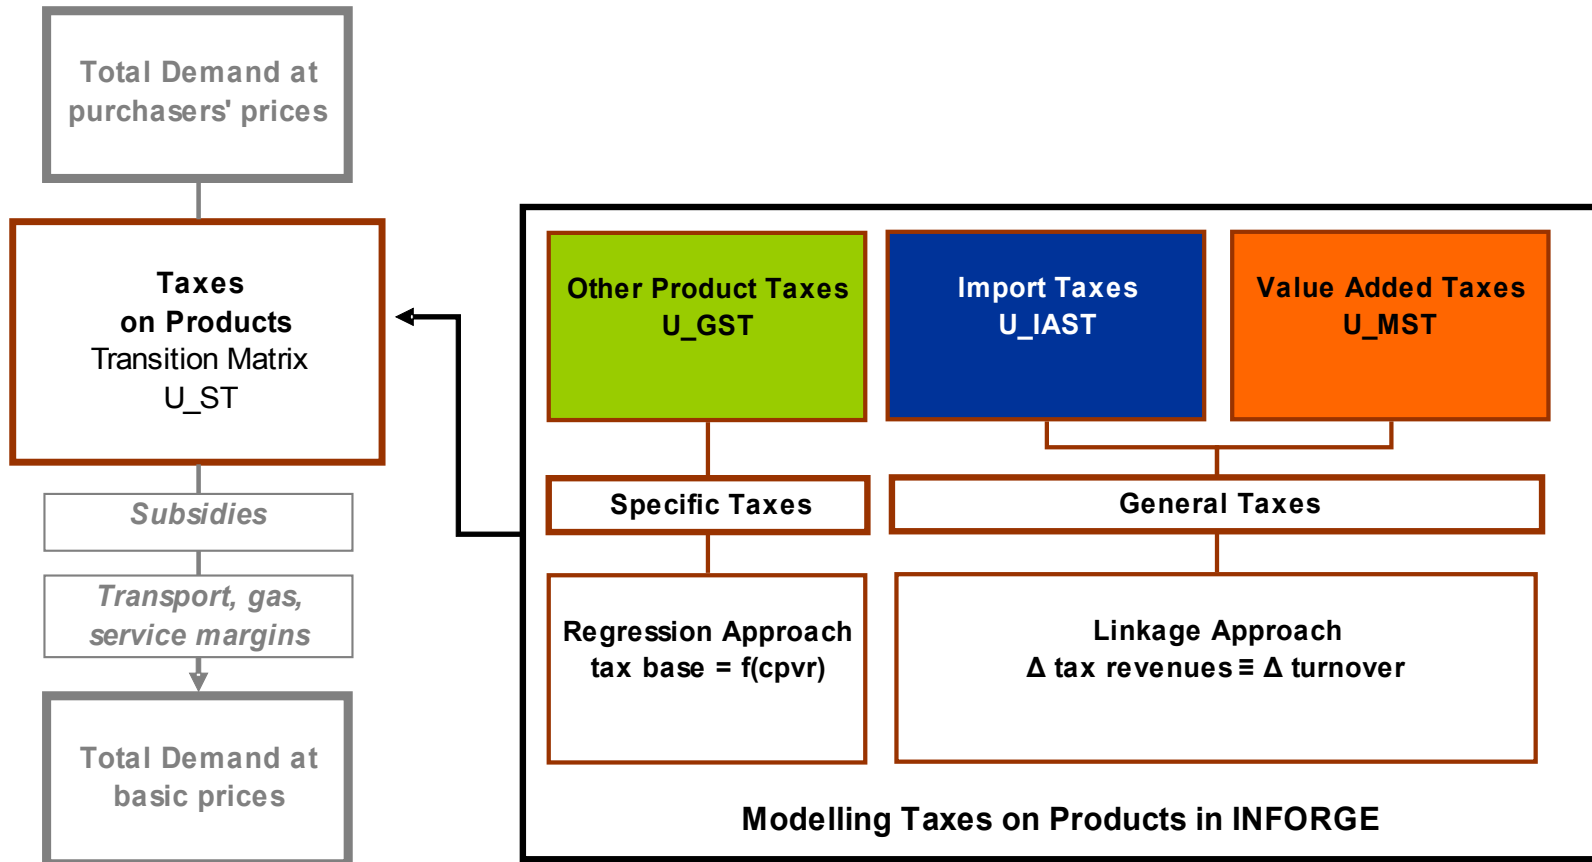 Total Demand at
purchasers' prices
Taxes
on Products
Transition Matrix
U_ST
Subsidies
Transport, gas,
service margins
Total Demand at
basic prices
Other Product Taxes
U_GST
Import Taxes
U_IAST
Value Added Taxes
U_MST
Specific Taxes
General Taxes
Regression Approach
tax base = f(cpvr)
Linkage Approach
Δ tax revenues ≡ Δ turnover
Modelling Taxes on Products in INFORGE